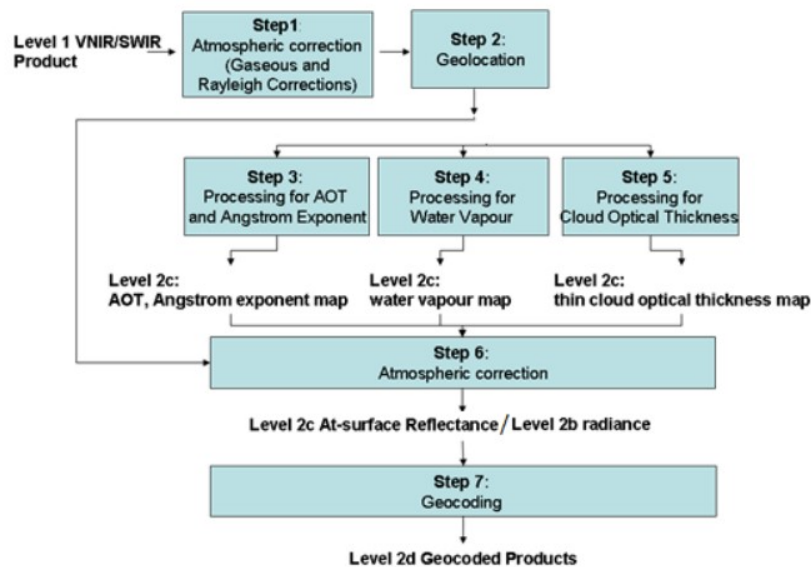 Level 1 VNIR/SWIR
Product
Step1:
Atmospheric correction
(Gaseous and
Rayleigh Corrections)
Step 2:
Geolocation
Step 3:
Processing for AOT
and Angstrom Exponent
Step 4:
Processing for
Water Vapour
Step 5:
Processing for
Cloud Optical Thickness
Level 2c:
AOT, Angstrom exponent map
Level 2c:
water vapour map
Level 2c:
thin cloud optical thickness map
Step 6:
Atmospheric correction
Level 2c At-surface Reflectance/Level 2b radiance
Step 7:
Geocoding
Level 2d Geocoded Products